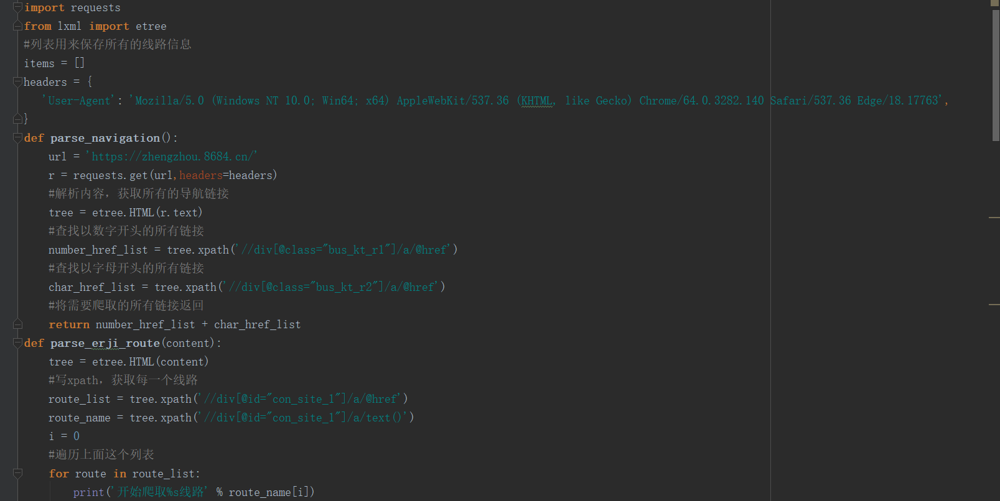 import requests
from lxml import etree
#列表用来保存所有的线路信息
items = []
headers = {
   'User-Agent': 'Mozilla/5.0 (Windows NT 10.0; Win64; x64) AppleWebKit/537.36 (KHTML, like Gecko) Chrome/64.0.3282.140 Safari/537.36 Edge/18.17763',
}
def parse_navigation():
    url = 'https://zhengzhou.8684.cn/'
    r = requests.get(url,headers=headers)
    #解析内容，获取所有的导航链接
    tree = etree.HTML(r.text)
    #查找以数字开头的所有链接
    number_href_list = tree.xpath('//div[@class="bus_kt_r1"]/a/@href')
    #查找以字母开头的所有链接
    char_href_list = tree.xpath('//div[@class="bus_kt_r2"]/a/@href')
    #将需要爬取的所有链接返回
    return number_href_list + char_href_list
def parse_erji_route(content):
    tree = etree.HTML(content)
    #写xpath，获取每一个线路
    route_list = tree.xpath('//div[@id="con_site_1"]/a/@href')
    route_name = tree.xpath('//div[@id="con_site_1"]/a/text()')
    i = 0
    #遍历上面这个列表
    for route in route_list:
        print('开始爬取%s线路' % route_name[i])